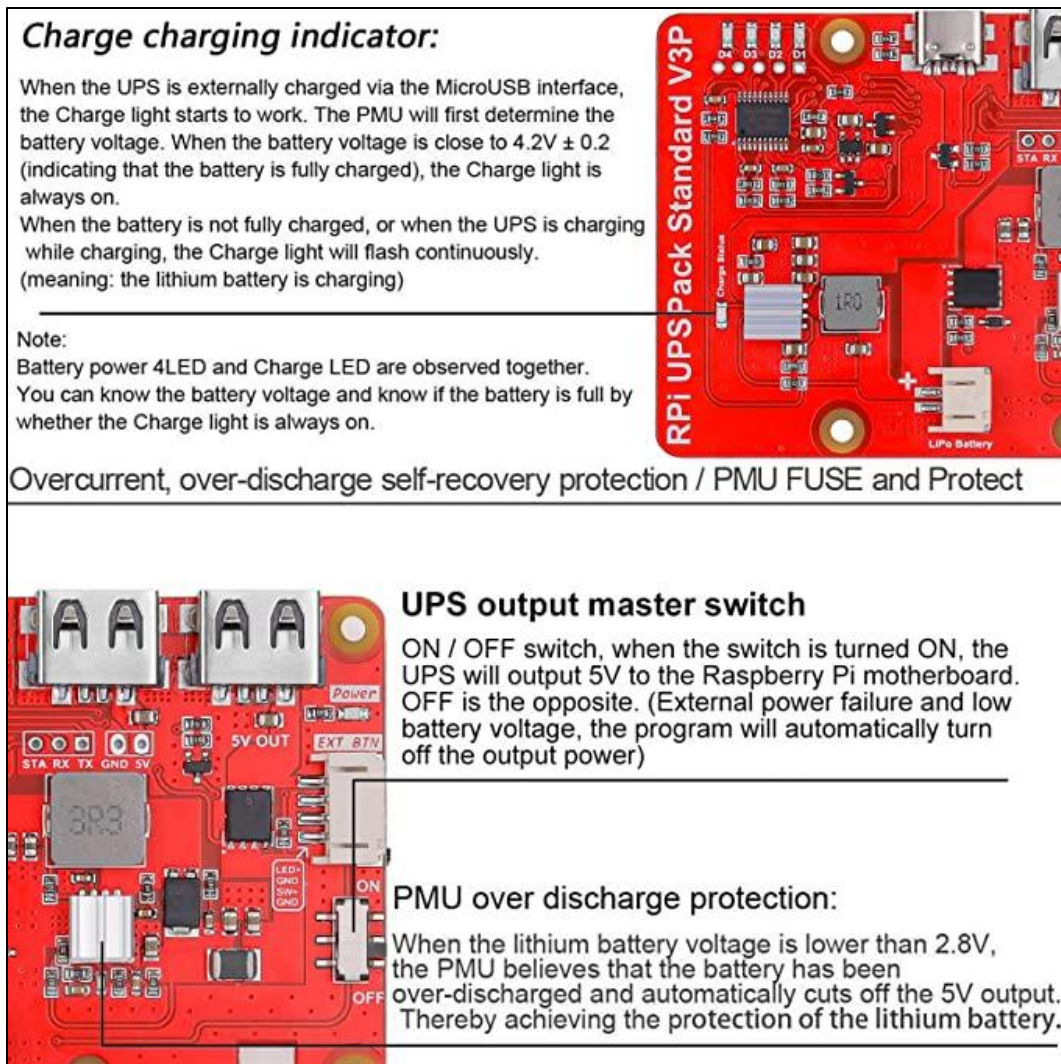 Charge charging indicator:
When the UPS is externally charged via the MicroUSB interface,
the Charge light starts to work. The PMU will first determine the
battery voltage. When the battery voltage is close to 4.2V ± 0.2
(indicating that the battery is fully charged), the Charge light is
always on.
When the battery is not fully charged, or when the UPS is charging
while charging, the Charge light will flash continuously.
(meaning: the lithium battery is charging)
Note:
Battery power 4LED and Charge LED are observed together.
You can know the battery voltage and know if the battery is full by
whether the Charge light is always on.
RPi UPSPack Standard V3P
D4 D3 D2 D1
STA RX
Charge Status
1R0
+
LiPo Battery
Overcurrent, over-discharge self-recovery protection / PMU FUSE and Protect
UPS output master switch
ON / OFF switch, when the switch is turned ON, the
UPS will output 5V to the Raspberry Pi motherboard.
OFF is the opposite. (External power failure and low
battery voltage, the program will automatically turn
off the output power)
Power
5V OUT
EXT BTN
STA RX TX GND 5V
3R3
LED+
GND
SW+
GND
ON
OFF
PMU over discharge protection:
When the lithium battery voltage is lower than 2.8V,
the PMU believes that the battery has been
over-discharged and automatically cuts off the 5V output.
Thereby achieving the protection of the lithium battery.